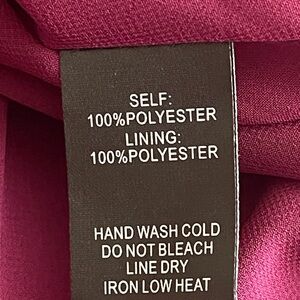 SELF:
100%POLYESTER
LINING:
100%POLYESTER
HAND WASH COLD
DO NOT BLEACH
LINE DRY
IRON LOW HEAT